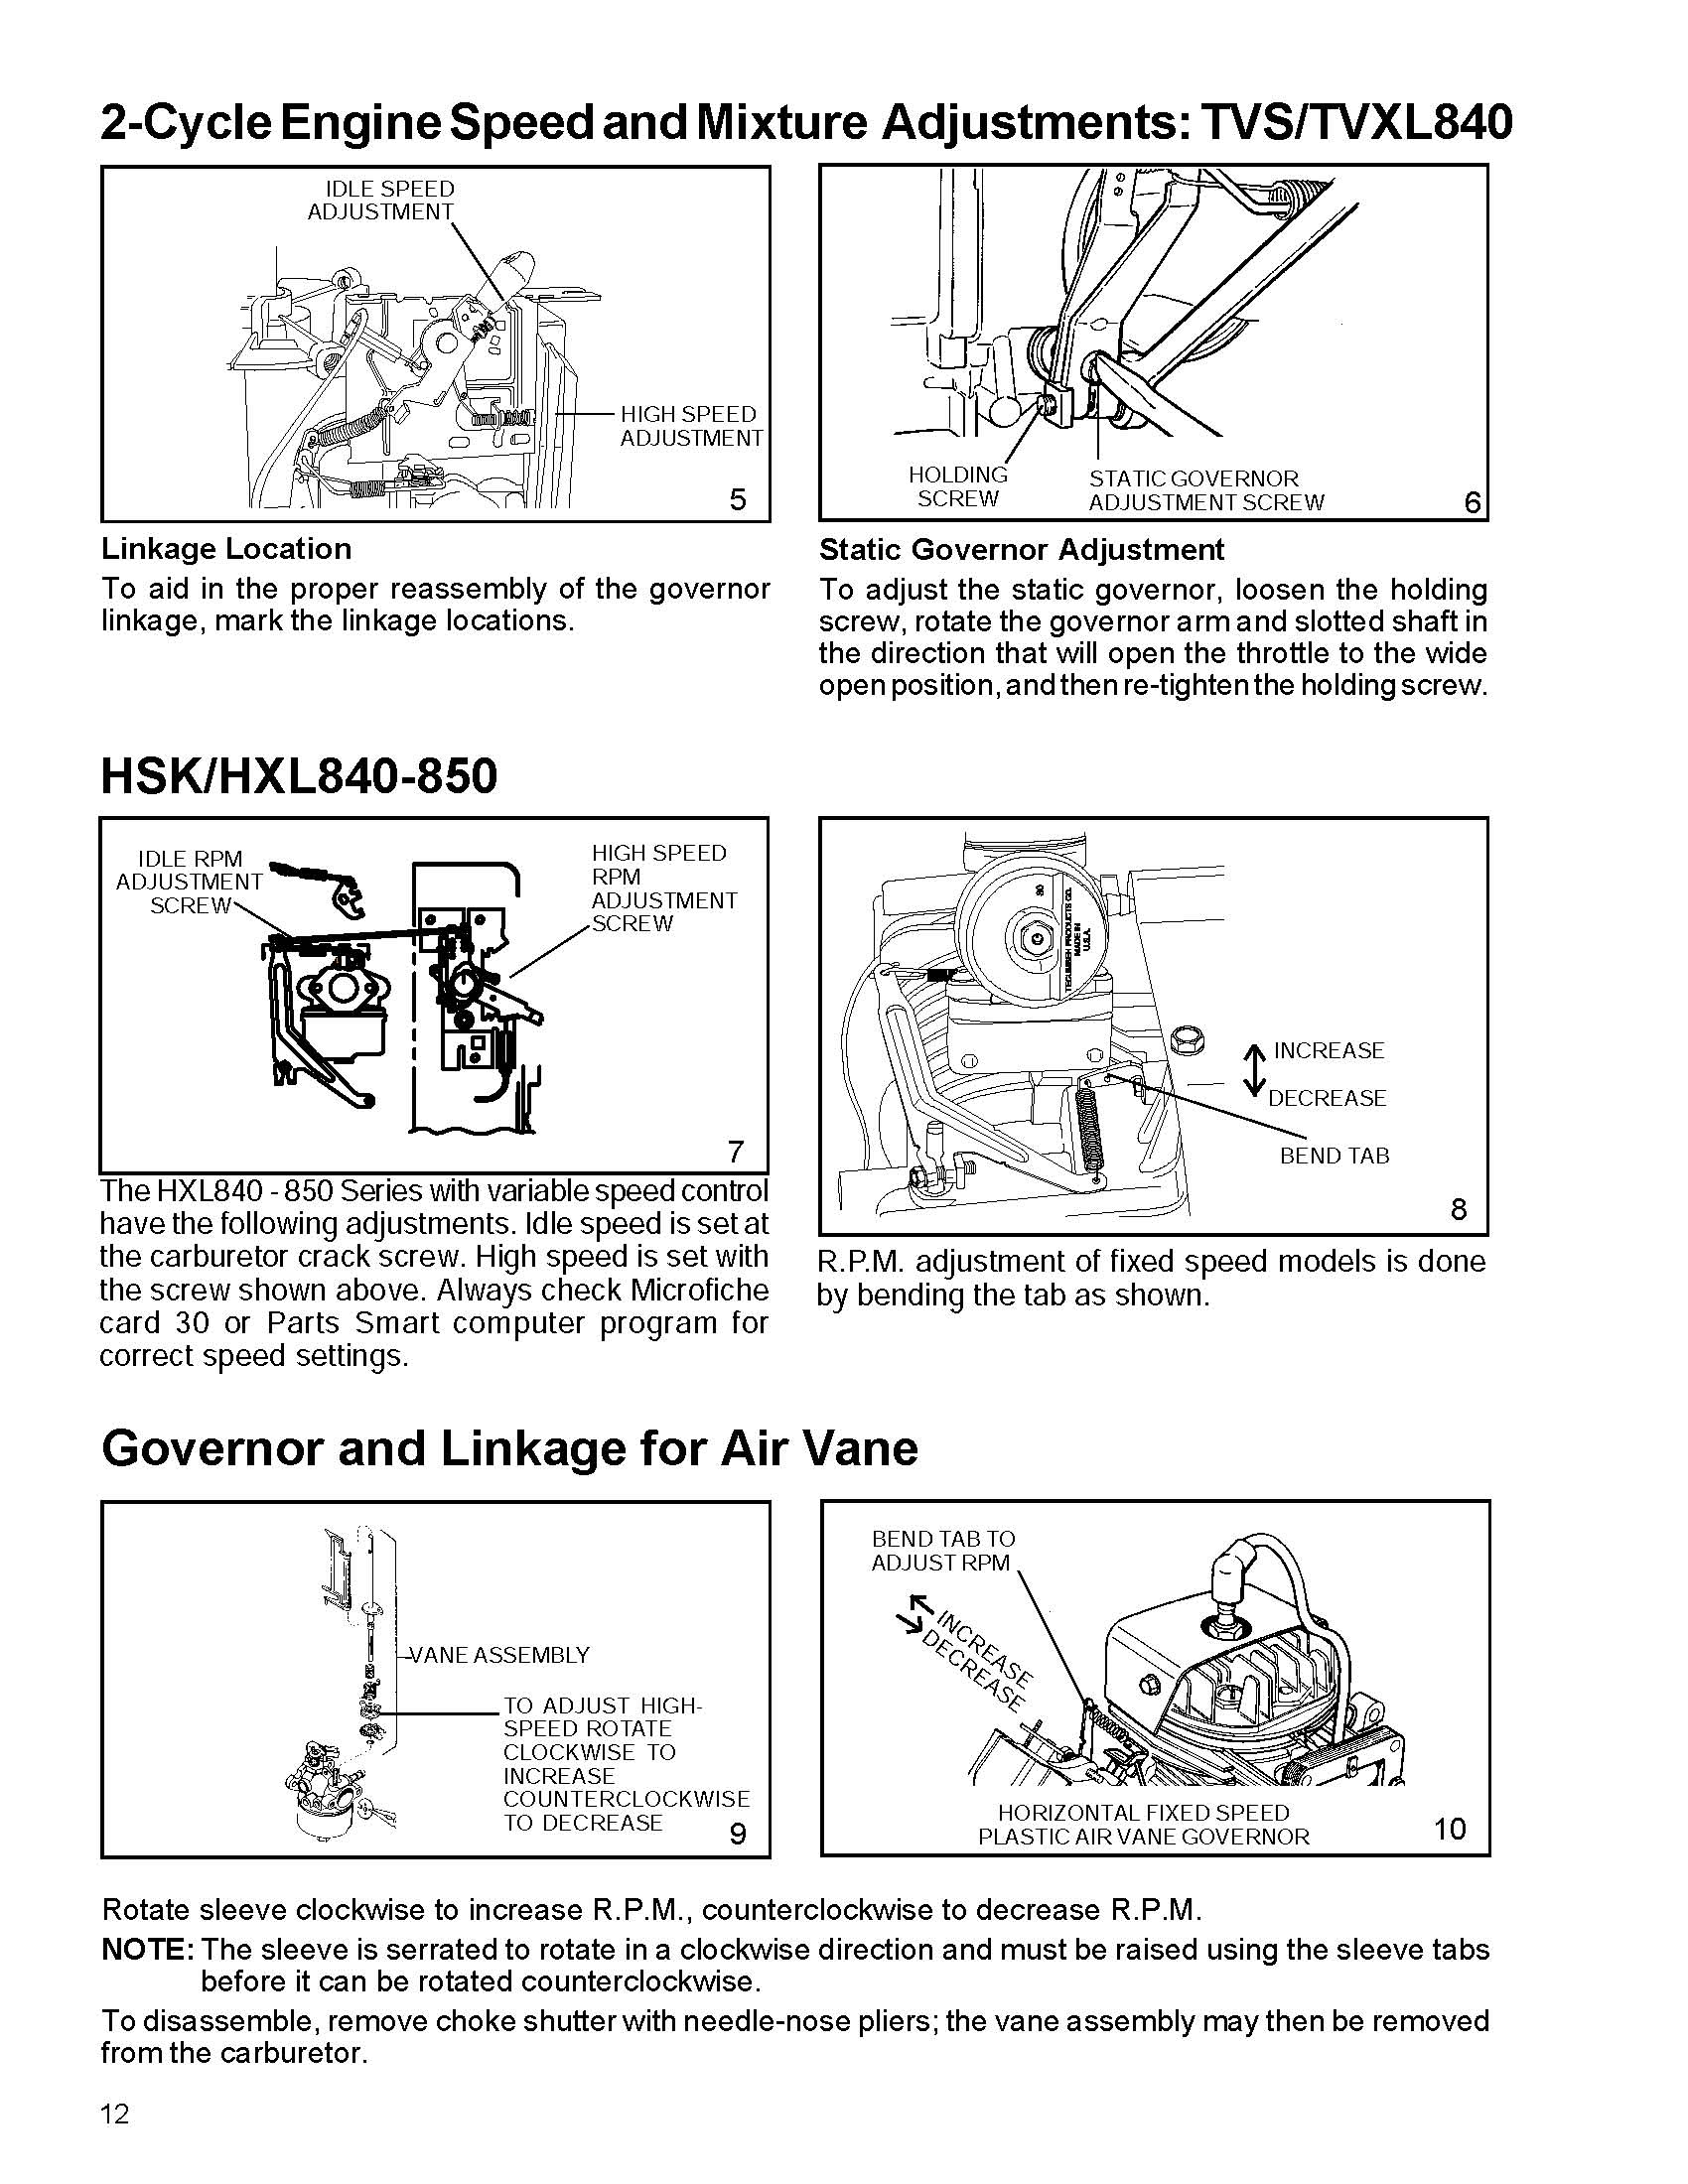 2-Cycle Engine Speed and Mixture Adjustments: TVS/TVXL840
IDLE SPEED
ADJUSTMENT
HIGH SPEED
ADJUSTMENT
5
HOLDING
SCREW
STATIC GOVERNOR
ADJUSTMENT SCREW
6
Linkage Location
To aid in the proper reassembly of the governor
linkage, mark the linkage locations.
Static Governor Adjustment
To adjust the static governor, loosen the holding
screw, rotate the governor arm and slotted shaft in
the direction that will open the throttle to the wide
open position, and then re-tighten the holding screw.
HSK/HXL840-850
IDLE RPM
ADJUSTMENT
SCREW
HIGH SPEED
RPM
ADJUSTMENT
SCREW
7
The HXL840 - 850 Series with variable speed control
have the following adjustments. Idle speed is set at
the carburetor crack screw. High speed is set with
the screw shown above. Always check Microfiche
card 30 or Parts Smart computer program for
correct speed settings.
30
TECUMSEH PRODUCTS CO.
MADE IN
U.S.A.
INCREASE
DECREASE
BEND TAB
8
R.P.M. adjustment of fixed speed models is done
by bending the tab as shown.
Governor and Linkage for Air Vane
VANE ASSEMBLY
TO ADJUST HIGH-
SPEED ROTATE
CLOCKWISE TO
INCREASE
COUNTERCLOCKWISE
TO DECREASE
9
BEND TAB TO
ADJUST RPM
INCREASE
DECREASE
HORIZONTAL FIXED SPEED
PLASTIC AIR VANE GOVERNOR
10
Rotate sleeve clockwise to increase R.P.M., counterclockwise to decrease R.P.M.
NOTE: The sleeve is serrated to rotate in a clockwise direction and must be raised using the sleeve tabs
before it can be rotated counterclockwise.
To disassemble, remove choke shutter with needle-nose pliers; the vane assembly may then be removed
from the carburetor.
12